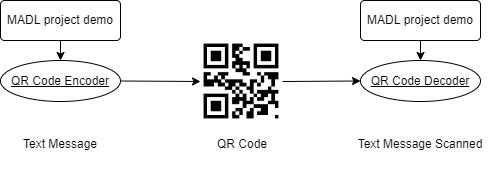 MADL project demo
MADL project demo
QR Code Encoder
QR Code Decoder
Text Message
QR Code
Text Message Scanned